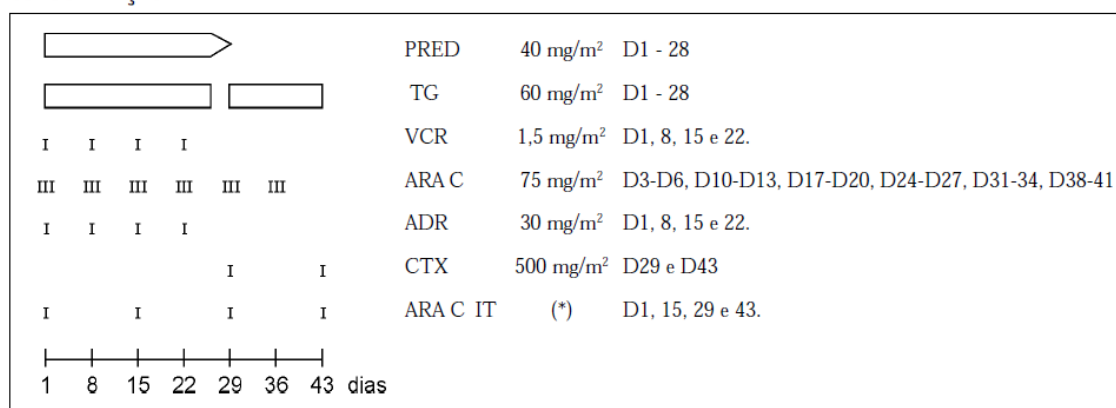 PRED 40 mg/m² D1 - 28
TG 60 mg/m² D1 - 28
I I I I VCR 1,5 mg/m² D1, 8, 15 e 22.
III III III III III III ARA C 75 mg/m² D3-D6, D10-D13, D17-D20, D24-D27, D31-34, D38-41
I I I I ADR 30 mg/m² D1, 8, 15 e 22.
I I CTX 500 mg/m² D29 e D43
I I I I ARA C IT (*) D1, 15, 29 e 43.
1 8 15 22 29 36 43 dias